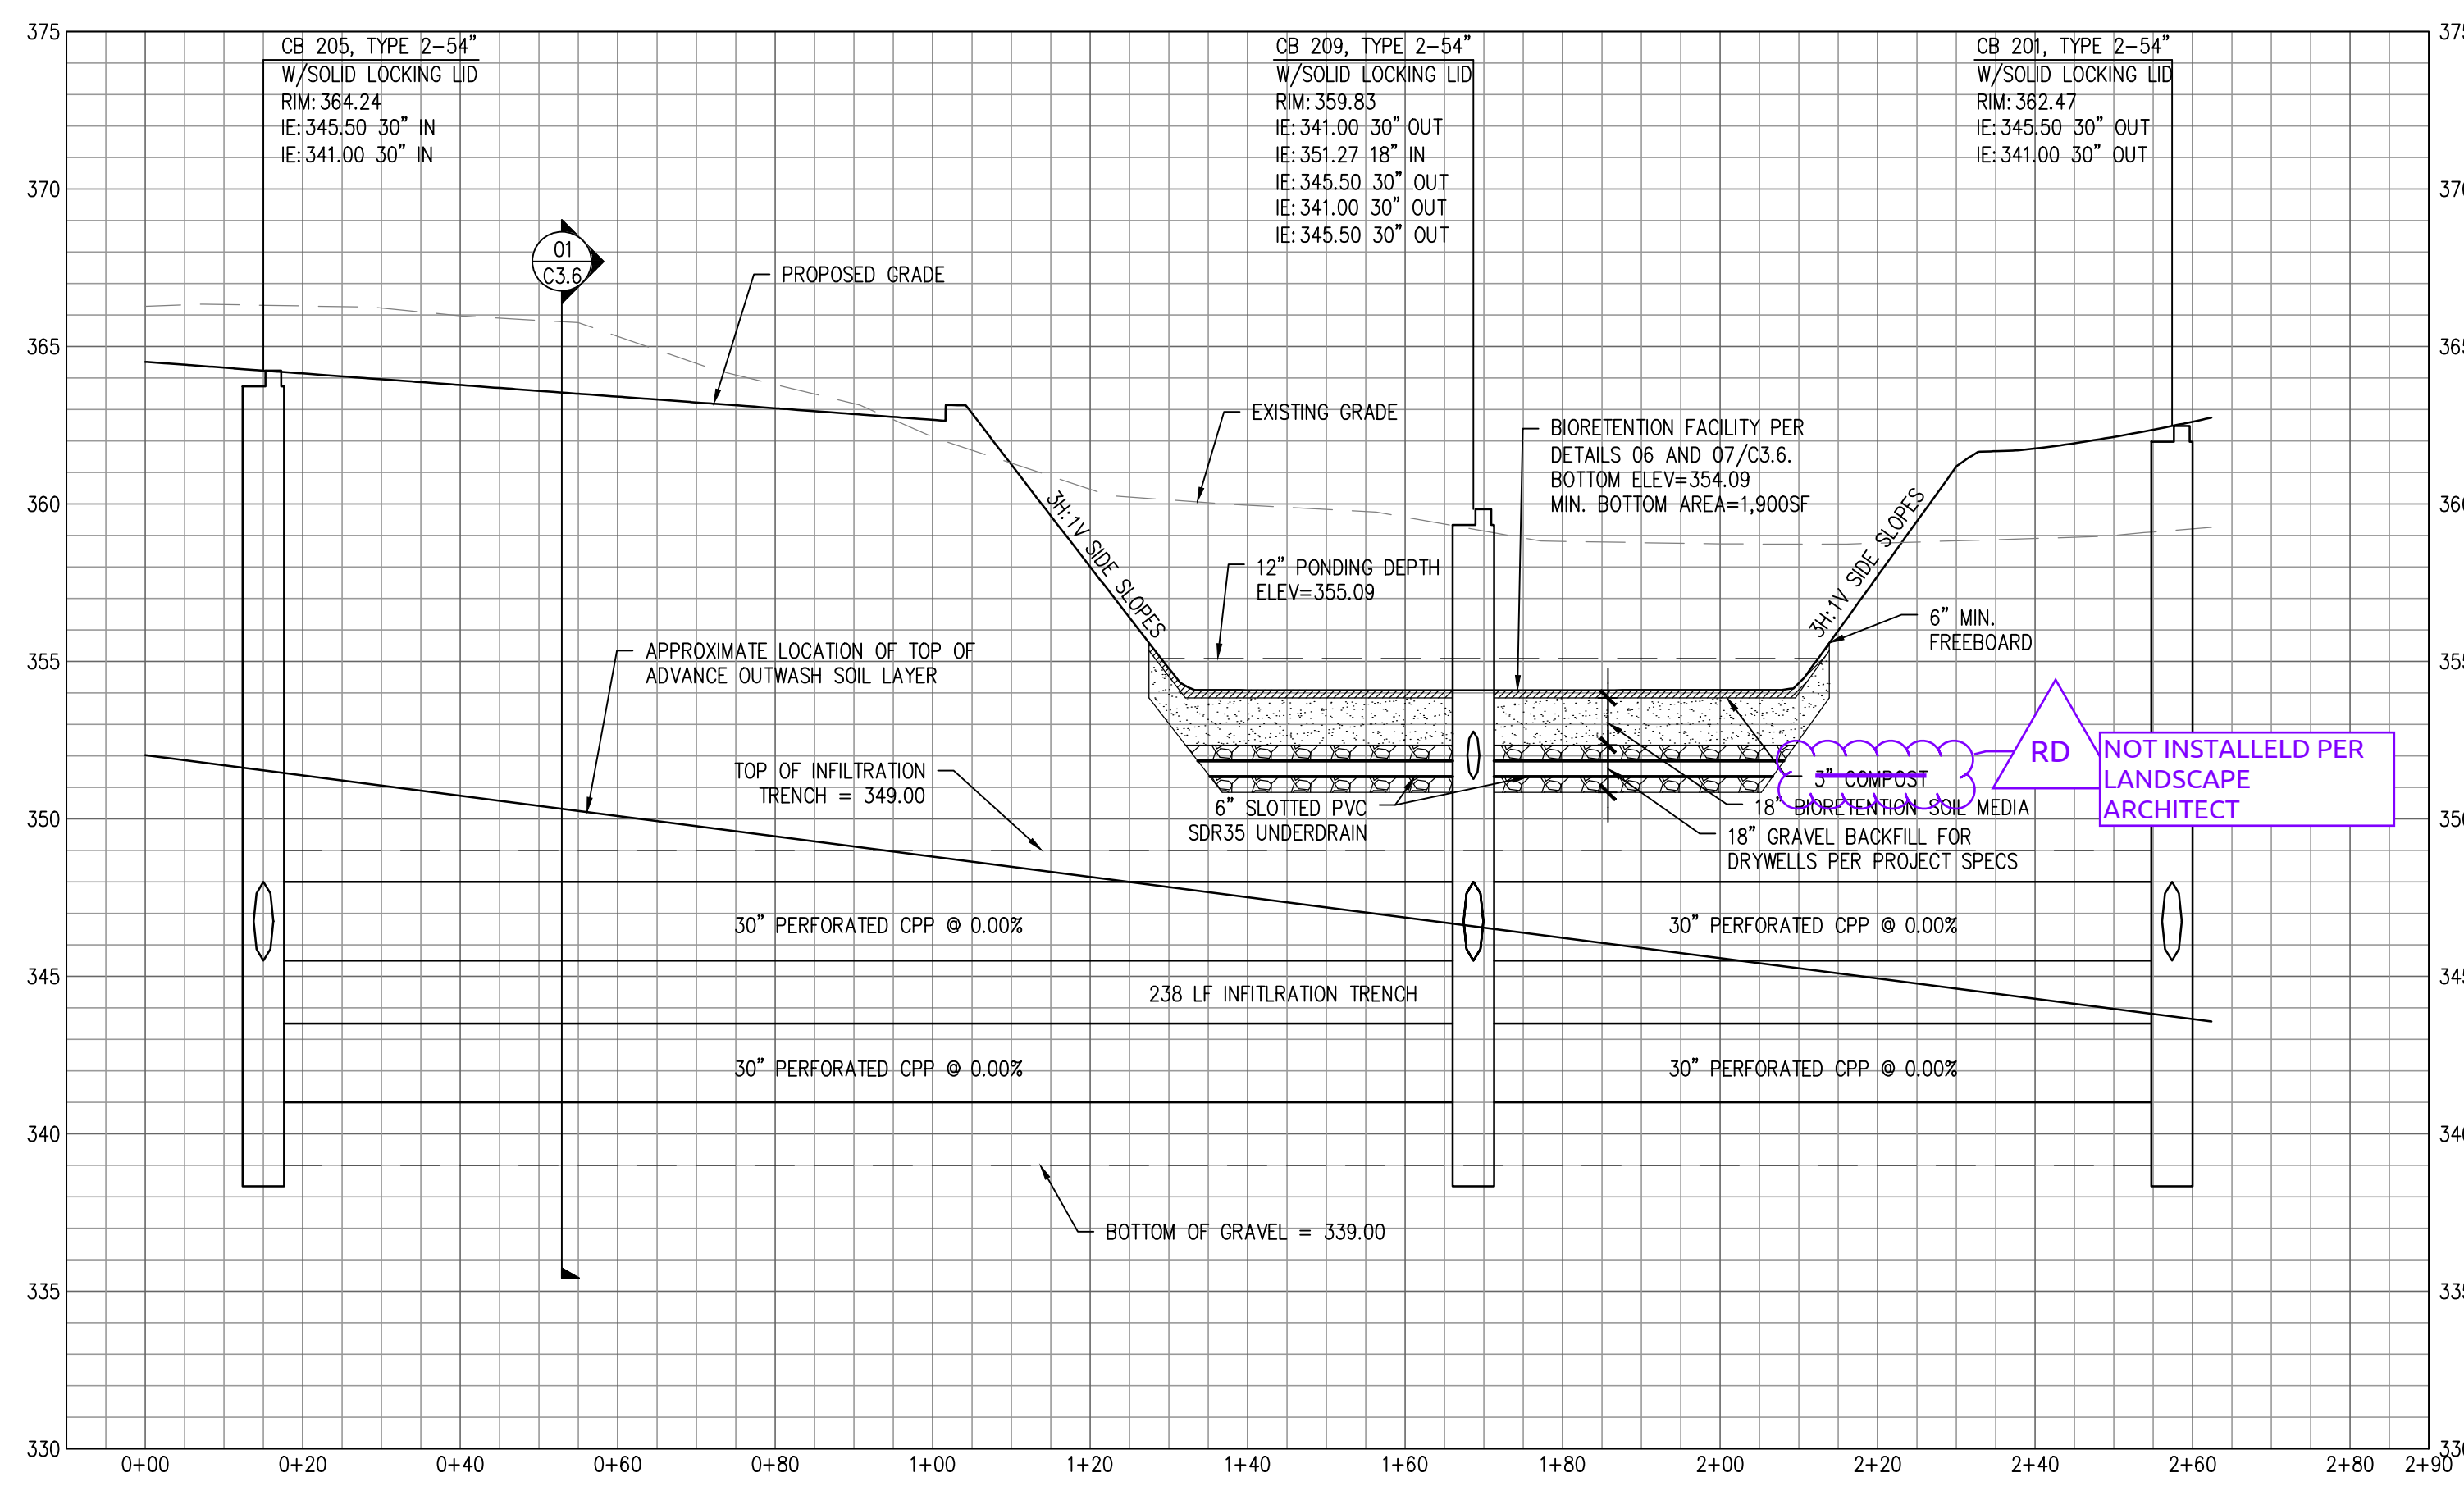 375
370
365
360
355
350
345
340
335
330
CB 205, TYPE 2-54"
W/SOLID LOCKING LID
RIM: 364.24
IE: 345.50 30" IN
IE: 341.00 30" IN
CB 209, TYPE 2-54"
W/SOLID LOCKING LID
RIM: 359.83
IE: 341.00 30" OUT
IE: 351.27 18" IN
IE: 345.50 30" OUT
IE: 341.00 30" OUT
IE: 345.50 30" OUT
CB 201, TYPE 2-54"
W/SOLID LOCKING LID
RIM: 362.47
IE: 345.50 30" OUT
IE: 341.00 30" OUT
01
C3.6
PROPOSED GRADE
EXISTING GRADE
BIORETENTION FACILITY PER
DETAILS 06 AND 07/C3.6.
BOTTOM ELEV=354.09
MIN. BOTTOM AREA=1,900SF
3H:1V SIDE SLOPES
3H:1V SIDE SLOPES
12" PONDING DEPTH
ELEV=355.09
6" MIN.
FREEBOARD
APPROXIMATE LOCATION OF TOP OF
ADVANCE OUTWASH SOIL LAYER
TOP OF INFILTRATION
TRENCH = 349.00
6" SLOTTED PVC
SDR35 UNDERDRAIN
3" COMPOST
18" BIORETENTION SOIL MEDIA
18" GRAVEL BACKFILL FOR
DRYWELLS PER PROJECT SPECS
RD
NOT INSTALLELD PER
LANDSCAPE
ARCHITECT
30" PERFORATED CPP @ 0.00%
30" PERFORATED CPP @ 0.00%
238 LF INFITLRATION TRENCH
30" PERFORATED CPP @ 0.00%
30" PERFORATED CPP @ 0.00%
BOTTOM OF GRAVEL = 339.00
0+00 0+20 0+40 0+60 0+80 1+00 1+20 1+40 1+60 1+80 2+00 2+20 2+40 2+60 2+80 2+90